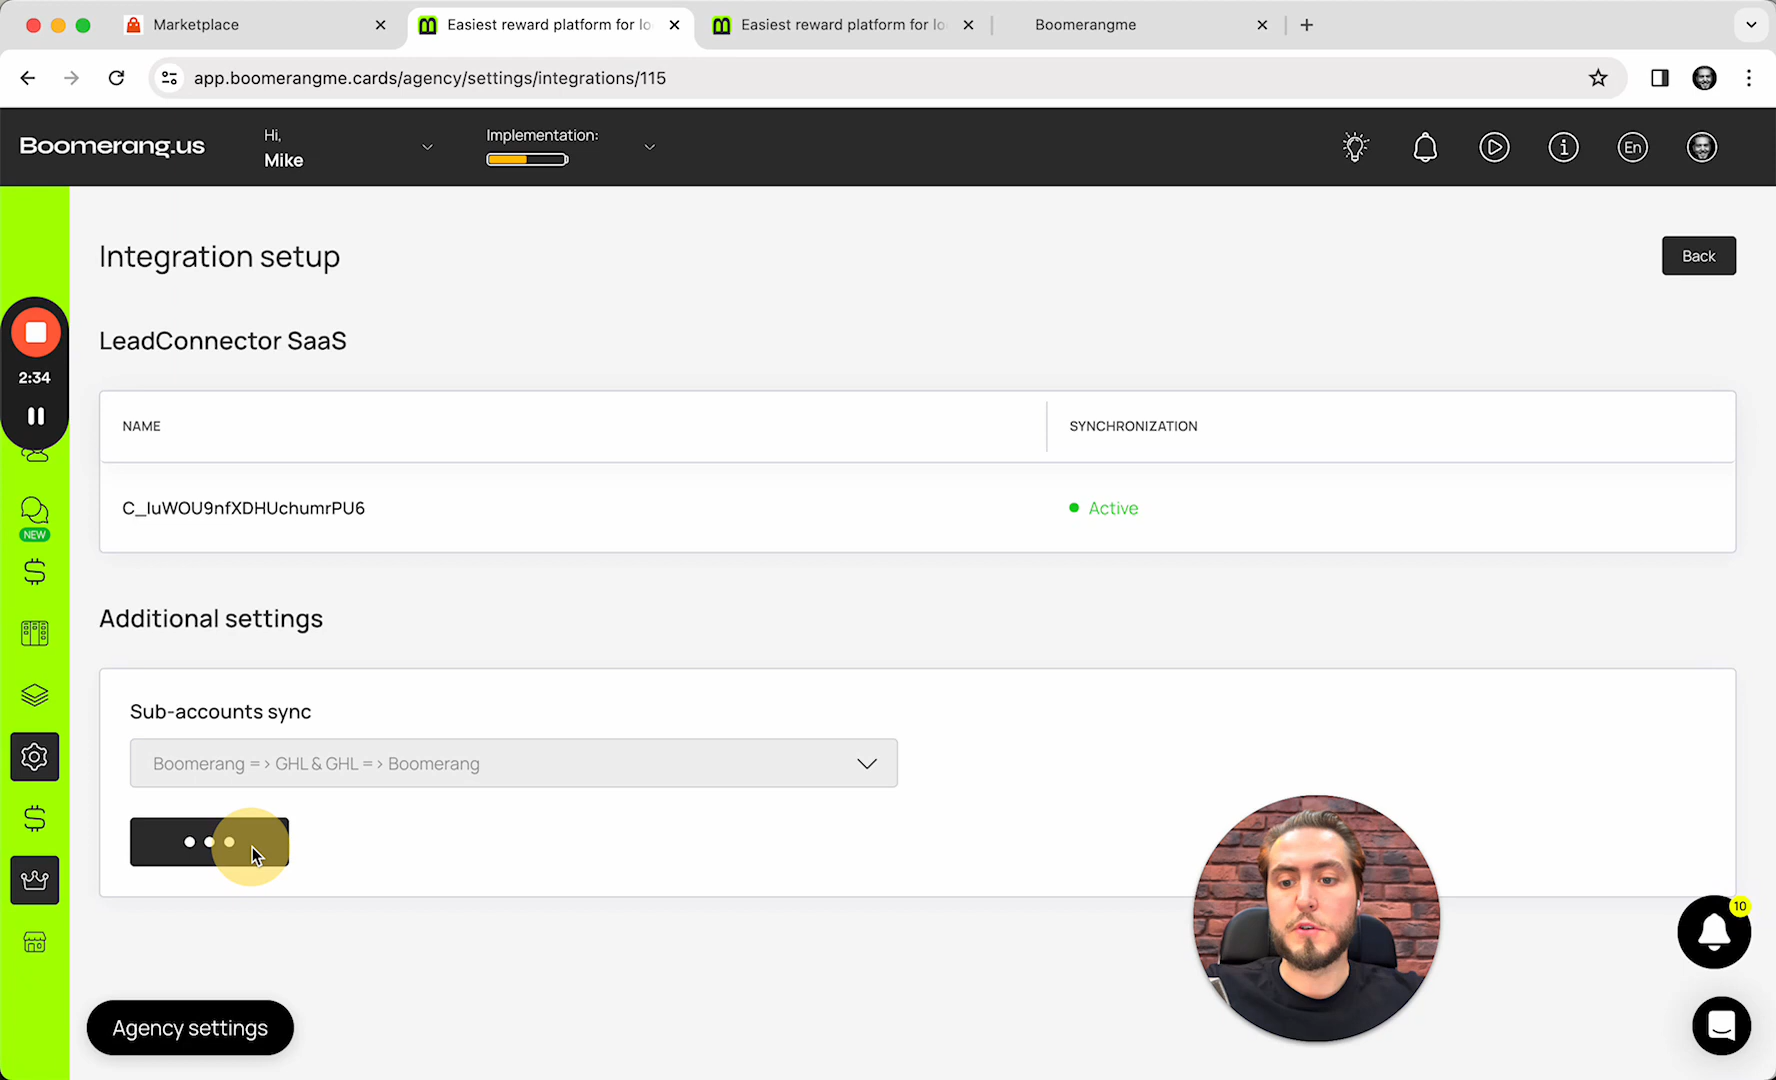 Marketplace
Easiest reward platform for lo
Easiest reward platform for lo
Boomerangme
app.boomerangme.cards/agency/settings/integrations/115
Boomerang.us
Hi,
Mike
Implementation:
En
Integration setup
Back
LeadConnector SaaS
2:34
NAME
SYNCHRONIZATION
C_IuWOU9nfXDHUchumrPU6
Active
NEW
Additional settings
Sub-accounts sync
Boomerang => GHL & GHL => Boomerang
10
Agency settings